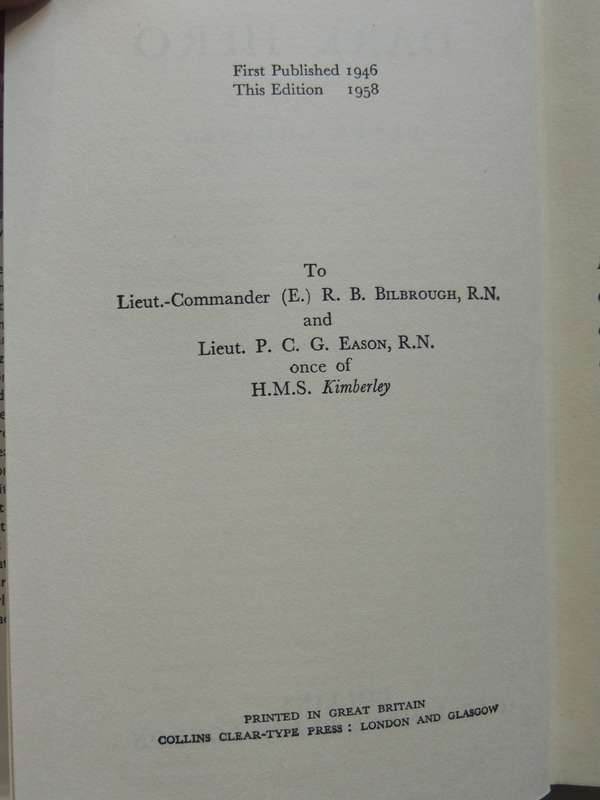 First Published 1946
This Edition 1958
To
Lieut.-Commander (E.) R. B. BILBROUGH, R.N.
and
Lieut. P. C. G. EASON, R.N.
once of
H.M.S. Kimberley
PRINTED IN GREAT BRITAIN
COLLINS CLEAR-TYPE PRESS : LONDON AND GLASGOW